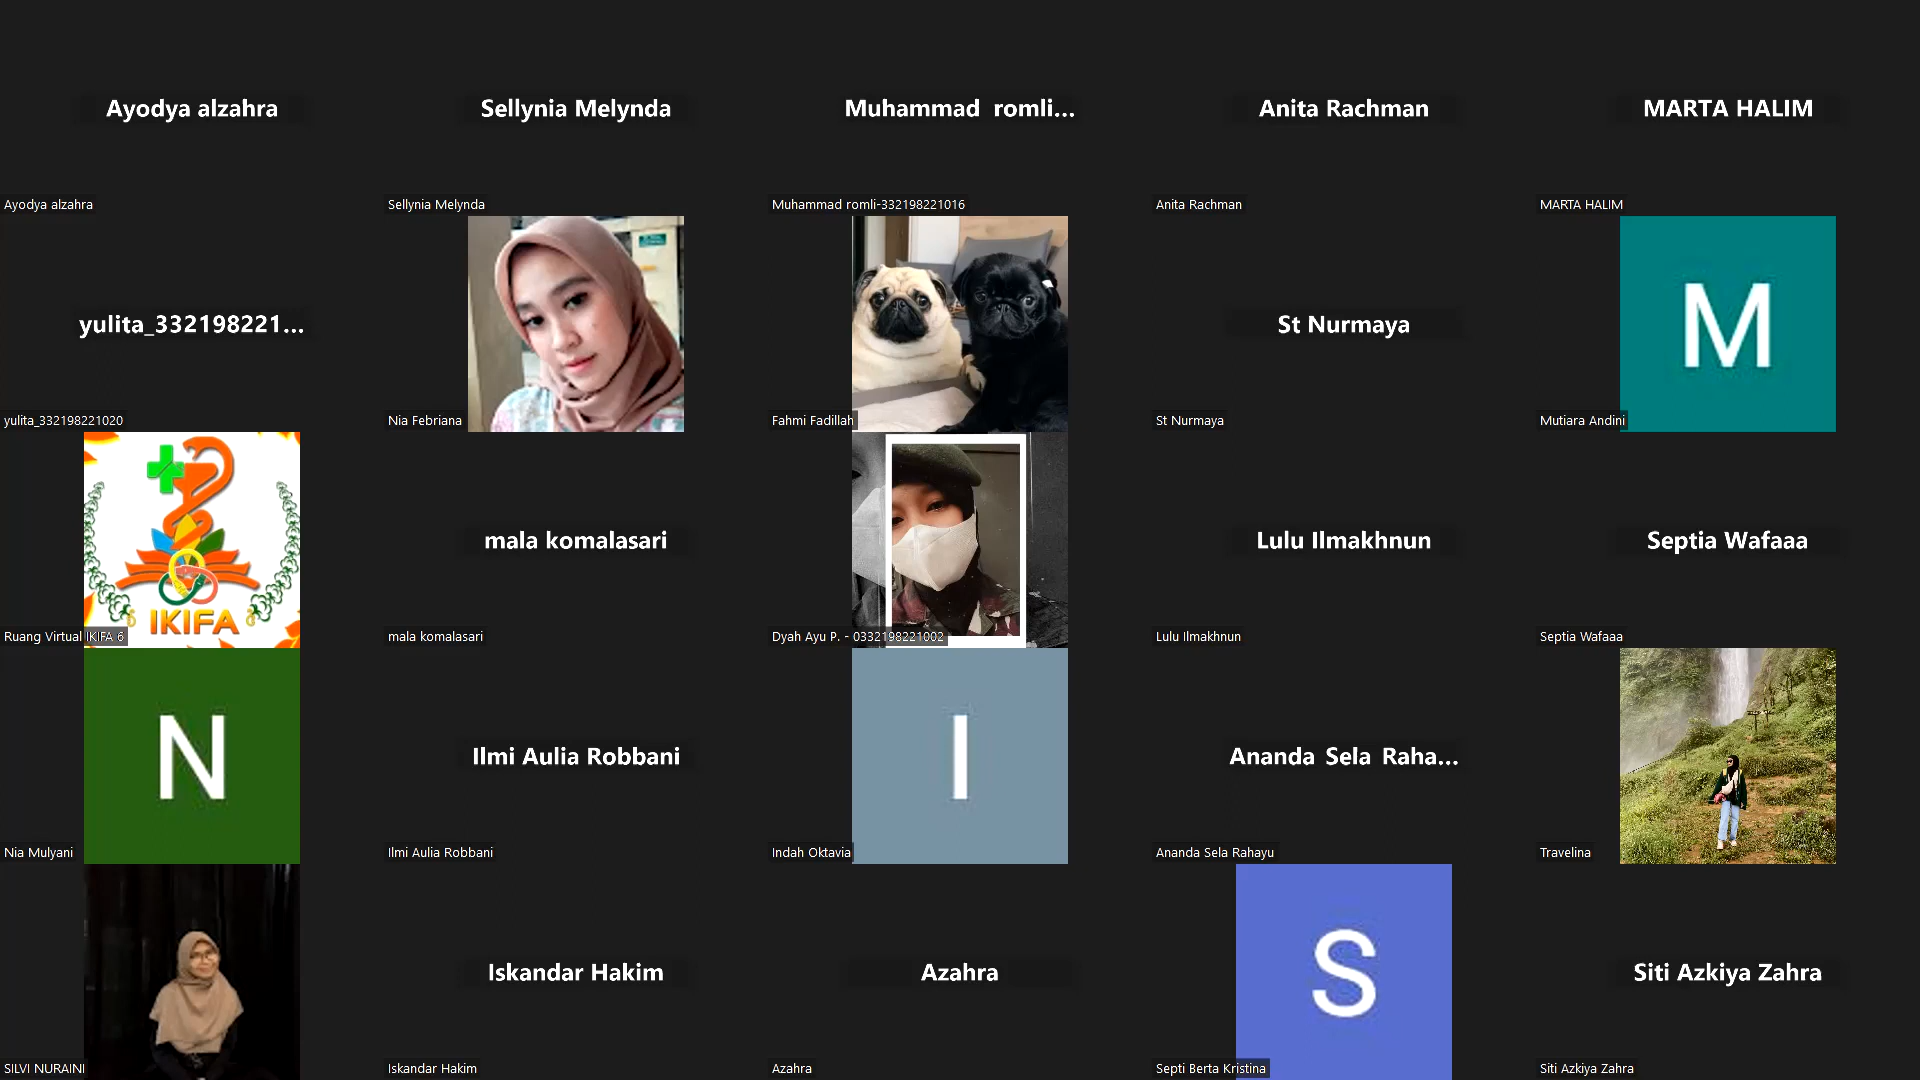 Ayodya alzahra
Sellynia Melynda
Muhammad romli...
Anita Rachman
MARTA HALIM
Ayodya alzahra
Sellynia Melynda
Muhammad romli-332198221016
Anita Rachman
MARTA HALIM
yulita_332198221...
St Nurmaya
M
yulita_332198221020
Nia Febriana
Fahmi Fadillah
St Nurmaya
Mutiara Andini
IKIFA
mala komalasari
Lulu Ilmakhnun
Septia Wafaaa
Ruang Virtual IKIFA 6
mala komalasari
Dyah Ayu P. - 0332198221002
Lulu Ilmakhnun
Septia Wafaaa
N
Ilmi Aulia Robbani
I
Ananda Sela Raha...
Nia Mulyani
Ilmi Aulia Robbani
Indah Oktavia
Ananda Sela Rahayu
Travelina
Iskandar Hakim
Azahra
S
Siti Azkiya Zahra
SILVI NURAINI
Iskandar Hakim
Azahra
Septi Berta Kristina
Siti Azkiya Zahra